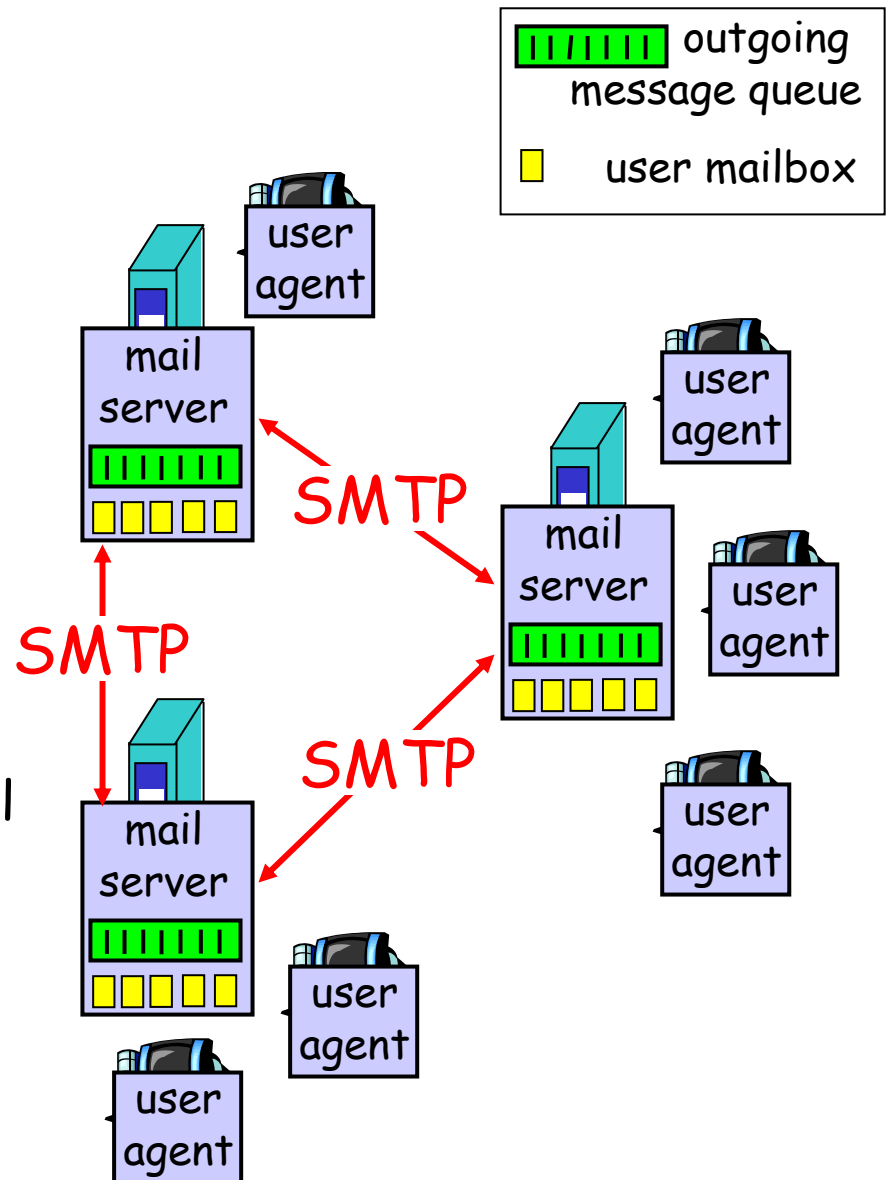 outgoing
message queue
user mailbox
user
agent
mail
server
user
agent
SMTP
mail
server
user
agent
SMTP
SMTP
user
agent
mail
server
user
agent
user
agent
l